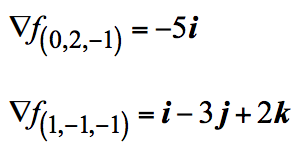 ∇f₍₀,₂,₋₁₎ = −5i
∇f₍₁,₋₁,₋₁₎ = i − 3j + 2k